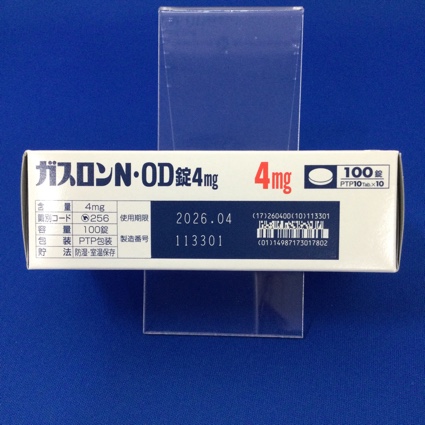 ガスロンN・OD錠4mg
4mg
100錠
PTP10Tab.×10
含量 4mg
識別コード 256
容量 100錠
包装 PTP包装
貯法 防湿・室温保存
使用期限 2026.04
製造番号 113301
(17)260400(10)113301
(01)14987173017802